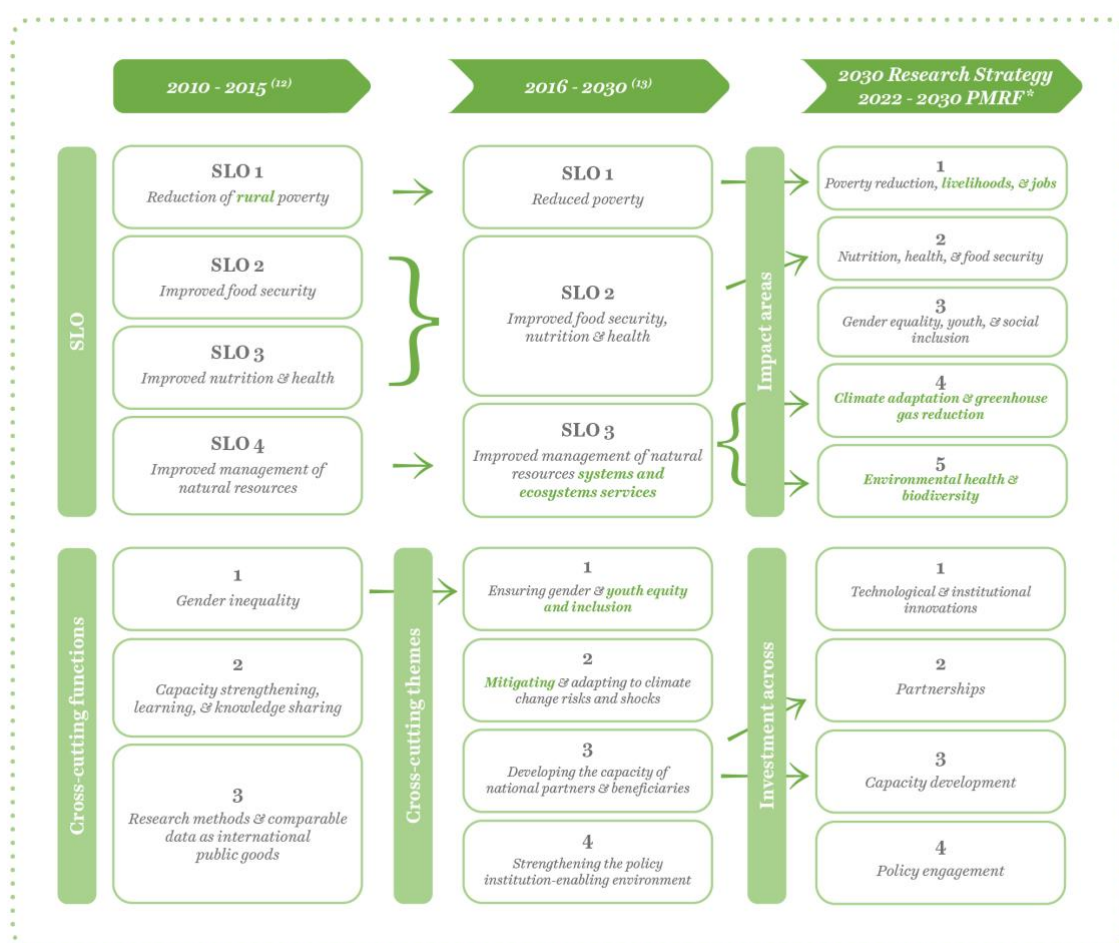 2010 - 2015 (12)
2016 - 2030 (13)
2030 Research Strategy
2022 - 2030 PMRF*
SLO
SLO 1
Reduction of rural poverty
SLO 2
Improved food security
SLO 3
Improved nutrition & health
SLO 4
Improved management of
natural resources
SLO 1
Reduced poverty
SLO 2
Improved food security,
nutrition & health
SLO 3
Improved management of natural
resources systems and
ecosystems services
Impact areas
1
Poverty reduction, livelihoods, & jobs
2
Nutrition, health, & food security
3
Gender equality, youth, & social
inclusion
4
Climate adaptation & greenhouse
gas reduction
5
Environmental health &
biodiversity
Cross-cutting functions
1
Gender inequality
2
Capacity strengthening,
learning, & knowledge sharing
3
Research methods & comparable
data as international
public goods
Cross-cutting themes
1
Ensuring gender & youth equity
and inclusion
2
Mitigating & adapting to climate
change risks and shocks
3
Developing the capacity of
national partners & beneficiaries
4
Strengthening the policy
institution-enabling environment
Investment across
1
Technological & institutional
innovations
2
Partnerships
3
Capacity development
4
Policy engagement